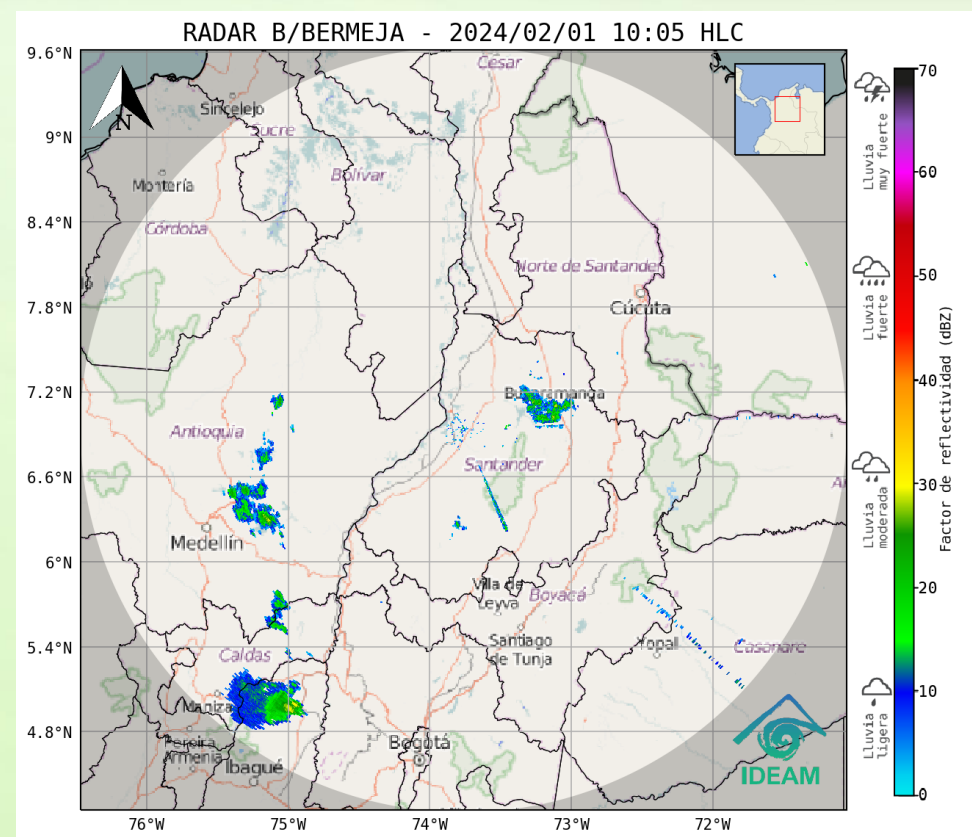 RADAR B/BERMEJA - 2024/02/01 10:05 HLC
9.6°N
9°N
8.4°N
7.8°N
7.2°N
6.6°N
6°N
5.4°N
4.8°N
76°W
75°W
74°W
73°W
72°W
N
Cesar
Sincelejo
Sucre
Montería
Bolívar
Córdoba
Norte de Santander
Cúcuta
Bucaramanga
Antioquia
Santander
Medellín
Villa de
Leyva
Boyacá
Santiago
de Tunja
Yopal
Casanare
Caldas
Maniza
Pereira
Armenia
Ibagué
Bogotá
IDEAM
Lluvia
muy fuerte
Lluvia
fuerte
Lluvia
moderada
Lluvia
ligera
70
60
50
40
30
20
10
0
Factor de reflectividad (dBZ)